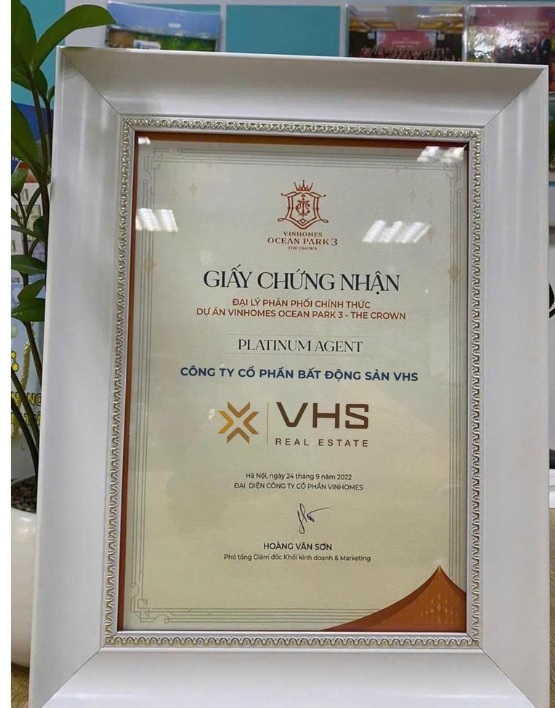 VINHOMES
OCEAN PARK 3
THE CROWN
GIẤY CHỨNG NHẬN
ĐẠI LÝ PHÂN PHỐI CHÍNH THỨC
DỰ ÁN VINHOMES OCEAN PARK 3 - THE CROWN
PLATINUM AGENT
CÔNG TY CỔ PHẦN BẤT ĐỘNG SẢN VHS
VHS
REAL ESTATE
Hà Nội, ngày 24 tháng 9 năm 2022
ĐẠI DIỆN CÔNG TY CỔ PHẦN VINHOMES
HOÀNG VĂN SƠN
Phó tổng Giám đốc Khối kinh doanh & Marketing